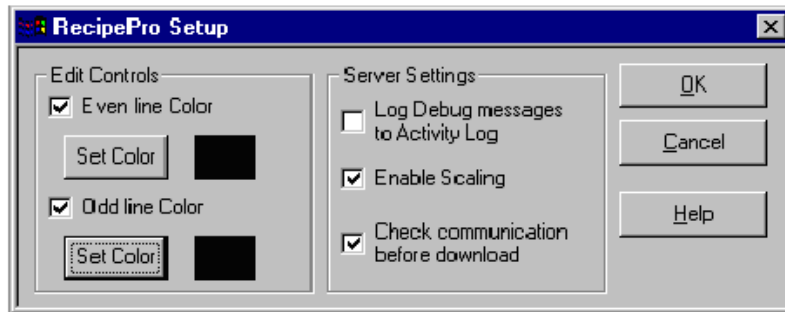 RecipePro Setup
Edit Controls
Even line Color
Set Color
Odd line Color
Set Color
Server Settings
Log Debug messages
to Activity Log
Enable Scaling
Check communication
before download
OK
Cancel
Help